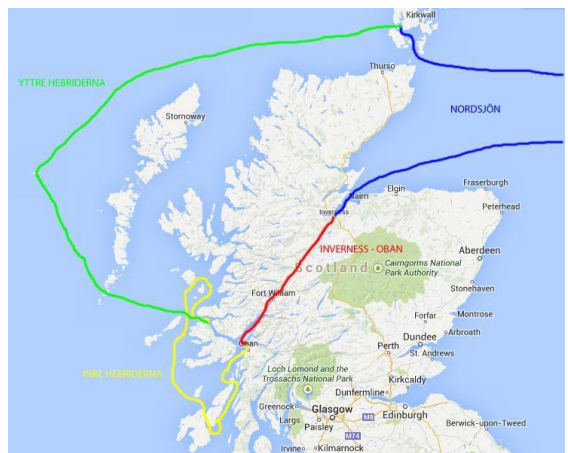 Kirkwall
Thurso
YTTRE HEBRIDERNA
NORDSJÖN
Stornoway
Fraserburgh
Elgin
Nairn
Peterhead
Inverness
INVERNESS - OBAN
Scotland
Cairngorms National
Park Authority
Aberdeen
Stonehaven
Fort William
Forfar
Montrose
Arbroath
Dundee
Oban
Perth
St. Andrews
INRE HEBRIDERNA
Loch Lomond and the
Trossachs National Park
Kirkcaldy
Dunfermline
Greenock
Glasgow
M8
Edinburgh
Largs
Paisley
Berwick-upon-Tweed
M74
Irvine
Kilmarnock